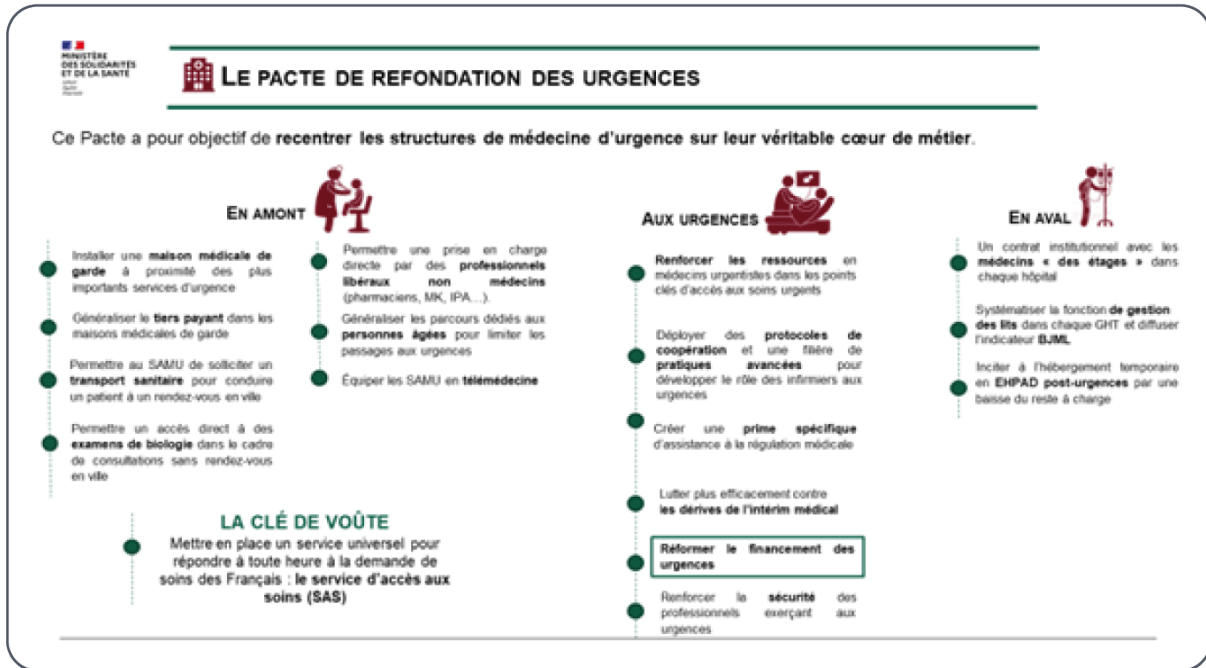 MINISTÈRE
DES SOLIDARITÉS
ET DE LA SANTÉ
LE PACTE DE REFONDATION DES URGENCES
Ce Pacte a pour objectif de recentrer les structures de médecine d'urgence sur leur véritable cœur de métier.
EN AMONT
Installer une maison médicale de
garde à proximité des plus
importants services d'urgence
Généraliser le tiers payant dans les
maisons médicales de garde
Permettre au SAMU de solliciter un
transport sanitaire pour conduire
un patient à un rendez-vous en ville
Permettre un accès direct à des
examens de biologie dans le cadre
de consultations sans rendez-vous
en ville
Permettre une prise en charge
directe par des professionnels
libéraux non médecins
(pharmaciens, MK, IPA…).
Généraliser les parcours dédiés aux
personnes âgées pour limiter les
passages aux urgences
Équiper les SAMU en télémédecine
LA CLÉ DE VOÛTE
Mettre en place un service universel pour
répondre à toute heure à la demande de
soins des Français : le service d'accès aux
soins (SAS)
AUX URGENCES
Renforcer les ressources en
médecins urgentistes dans les points
clés d'accès aux soins urgents
Déployer des protocoles de
coopération et une filière de
pratiques avancées pour
développer le rôle des infirmiers aux
urgences
Créer une prime spécifique
d'assistance à la régulation médicale
Lutter plus efficacement contre
les dérives de l'intérim médical
Réformer le financement des
urgences
Renforcer la sécurité des
professionnels exerçant aux
urgences
EN AVAL
Un contrat institutionnel avec les
médecins « des étages » dans
chaque hôpital
Systématiser la fonction de gestion
des lits dans chaque GHT et diffuser
l'indicateur BJML
Inciter à l'hébergement temporaire
en EHPAD post-urgences par une
baisse du reste à charge